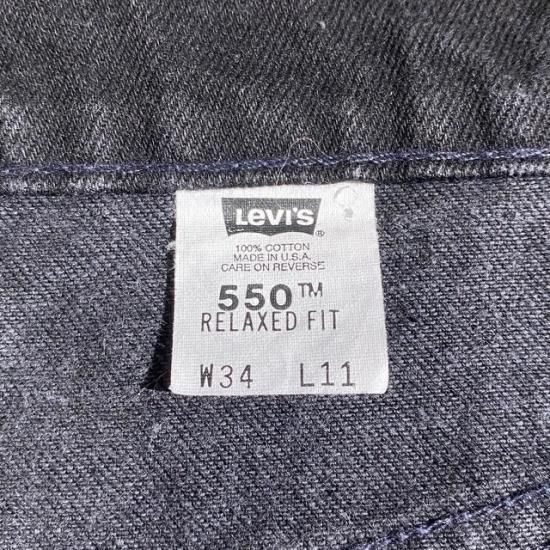 Levi's
®
100% COTTON
MADE IN U.S.A.
CARE ON REVERSE
550™
RELAXED FIT
W34 L11